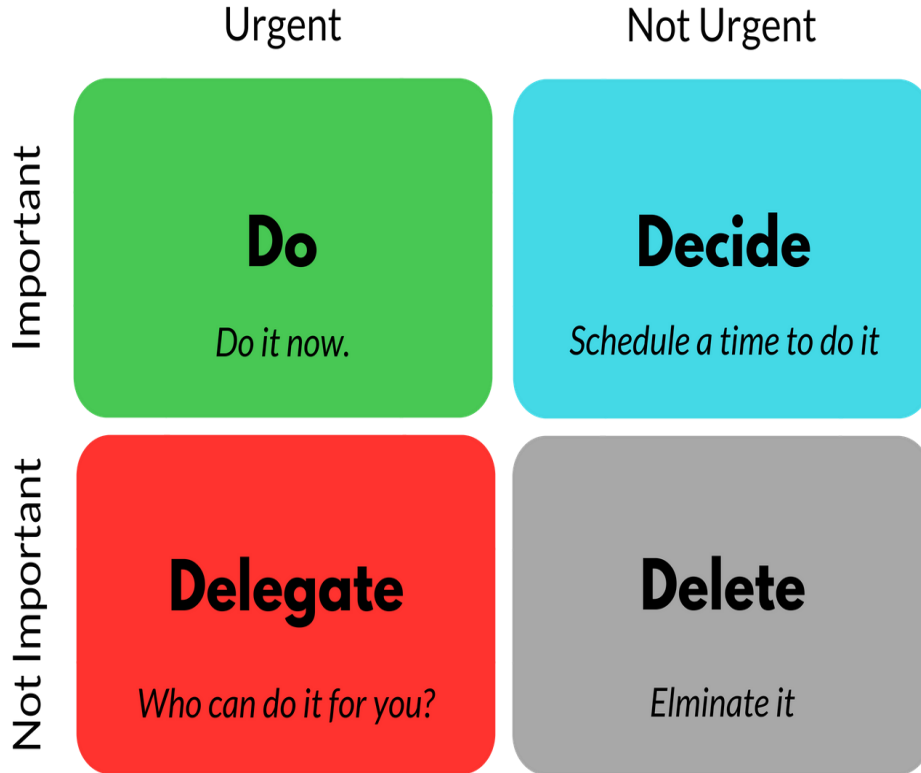 Urgent
Not Urgent
Important
Do
Do it now.
Decide
Schedule a time to do it
Not Important
Delegate
Who can do it for you?
Delete
Elminate it